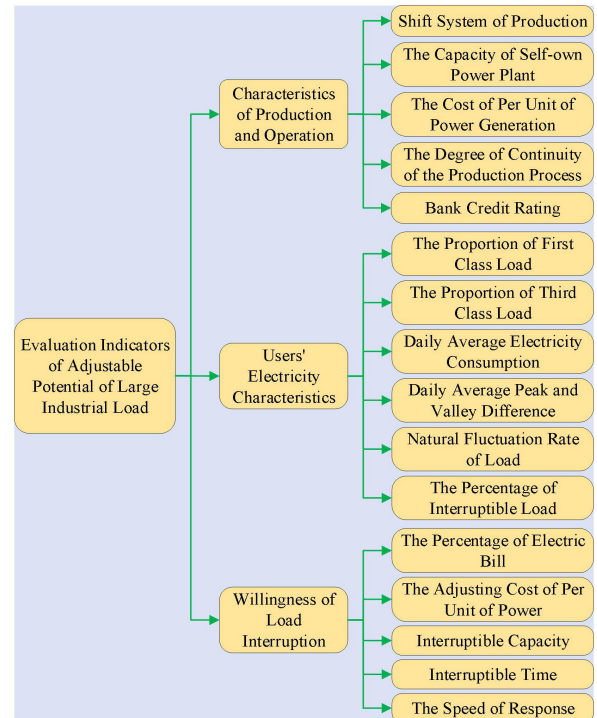 Evaluation Indicators
of Adjustable
Potential of Large
Industrial Load
Characteristics
of Production
and Operation
Shift System of Production
The Capacity of Self-own
Power Plant
The Cost of Per Unit of
Power Generation
The Degree of Continuity
of the Production Process
Bank Credit Rating
Users'
Electricity
Characteristics
The Proportion of First
Class Load
The Proportion of Third
Class Load
Daily Average Electricity
Consumption
Daily Average Peak and
Valley Difference
Natural Fluctuation Rate
of Load
The Percentage of
Interruptible Load
Willingness of
Load
Interruption
The Percentage of Electric
Bill
The Adjusting Cost of Per
Unit of Power
Interruptible Capacity
Interruptible Time
The Speed of Response